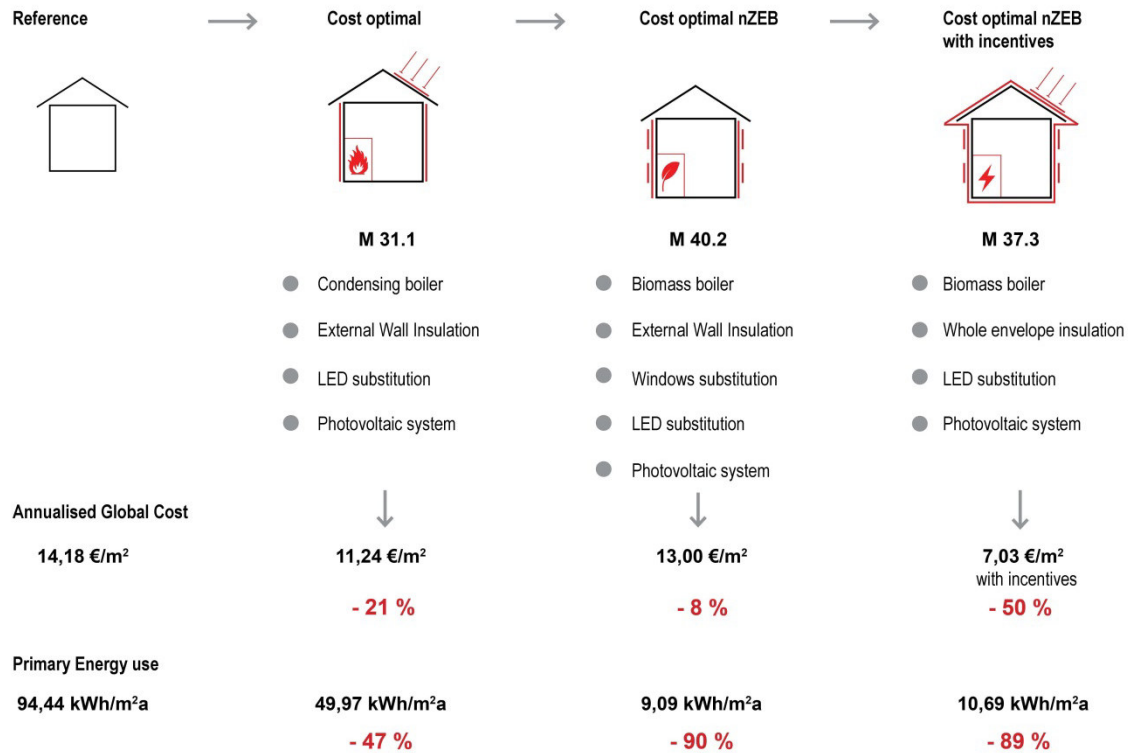 Reference
Cost optimal
Cost optimal nZEB
Cost optimal nZEB
with incentives
M 31.1
M 40.2
M 37.3
Condensing boiler
External Wall Insulation
LED substitution
Photovoltaic system
Biomass boiler
External Wall Insulation
Windows substitution
LED substitution
Photovoltaic system
Biomass boiler
Whole envelope insulation
LED substitution
Photovoltaic system
Annualised Global Cost
14,18 €/m²
11,24 €/m²
13,00 €/m²
7,03 €/m²
with incentives
- 21 %
- 8 %
- 50 %
Primary Energy use
94,44 kWh/m²a
49,97 kWh/m²a
9,09 kWh/m²a
10,69 kWh/m²a
- 47 %
- 90 %
- 89 %